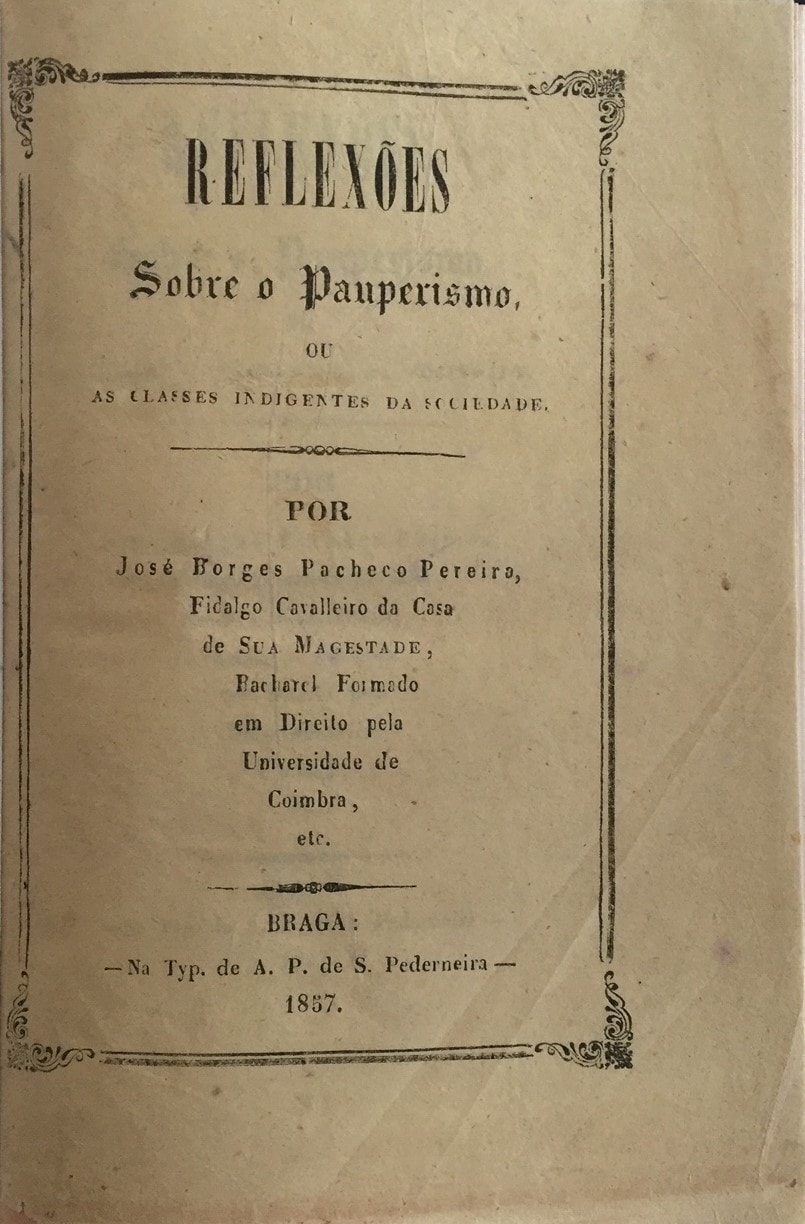 REFLEXÕES
Sobre o Pauperismo,
OU
AS CLASSES INDIGENTES DA SOCIEDADE.
POR
José Borges Pacheco Pereira,
Fidalgo Cavalleiro da Casa
de SUA MAGESTADE,
Bacharel Formado
em Direito pela
Universidade de
Coimbra,
etc.
BRAGA:
—Na Typ. de A. P. de S. Pederneira—
1857.